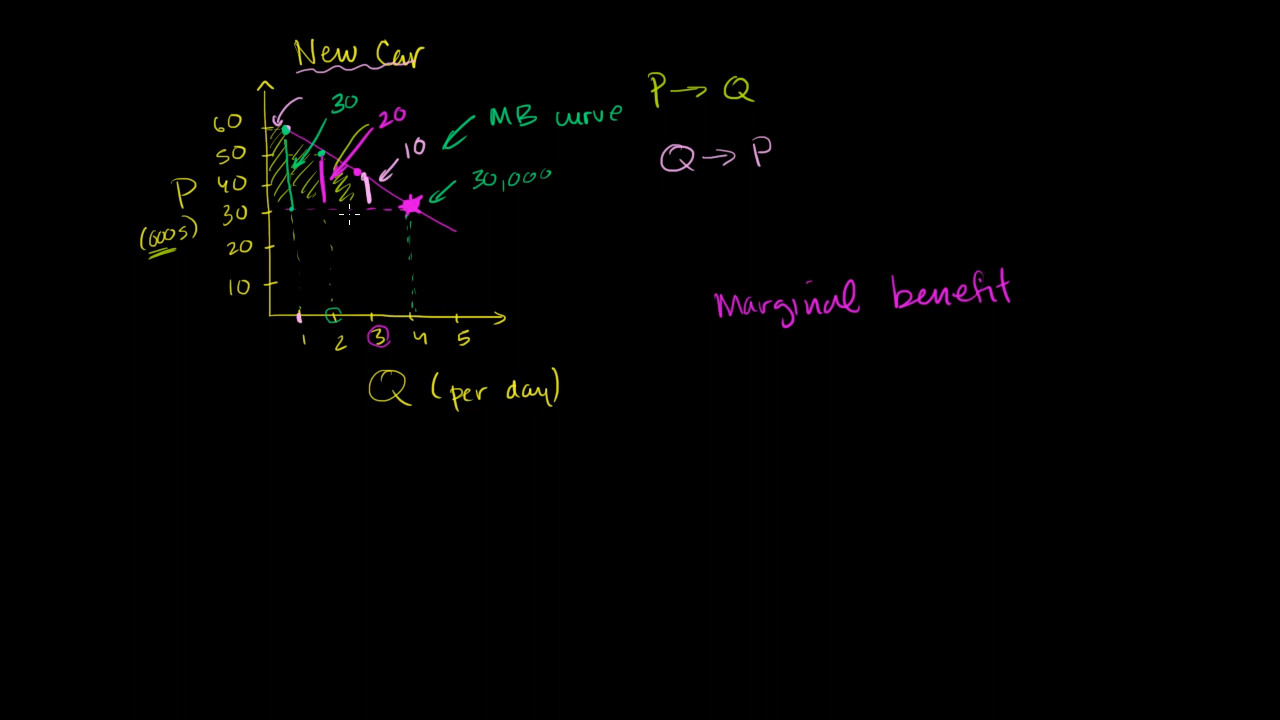 New Car
P → Q
Q → P
MB curve
30
20
10
30,000
60
50
40
30
20
10
P
(000s)
1 2 3 4 5
Q (per day)
Marginal benefit